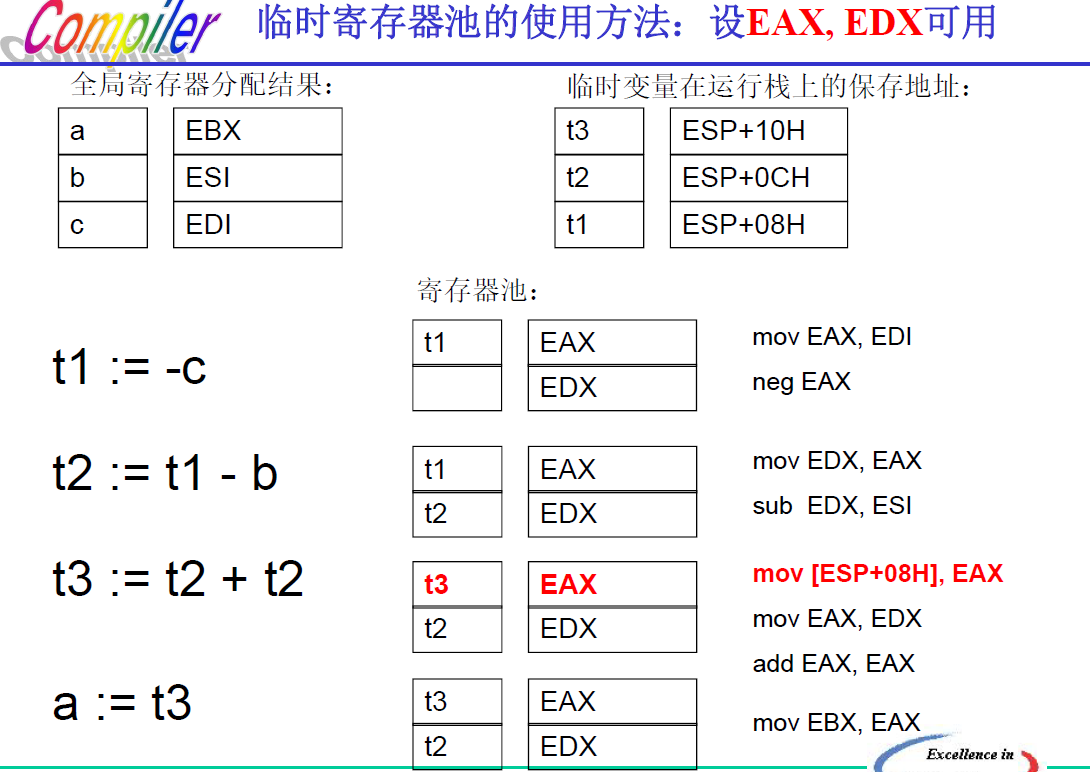 Compiler
临时寄存器池的使用方法：设EAX, EDX可用
全局寄存器分配结果：
a EBX
b ESI
c EDI
临时变量在运行栈上的保存地址：
t3 ESP+10H
t2 ESP+0CH
t1 ESP+08H
寄存器池：
t1 := -c
t1 EAX
EDX
mov EAX, EDI
neg EAX
t2 := t1 - b
t1 EAX
t2 EDX
mov EDX, EAX
sub EDX, ESI
t3 := t2 + t2
t3 EAX
t2 EDX
mov [ESP+08H], EAX
mov EAX, EDX
add EAX, EAX
a := t3
t3 EAX
t2 EDX
mov EBX, EAX
Excellence in